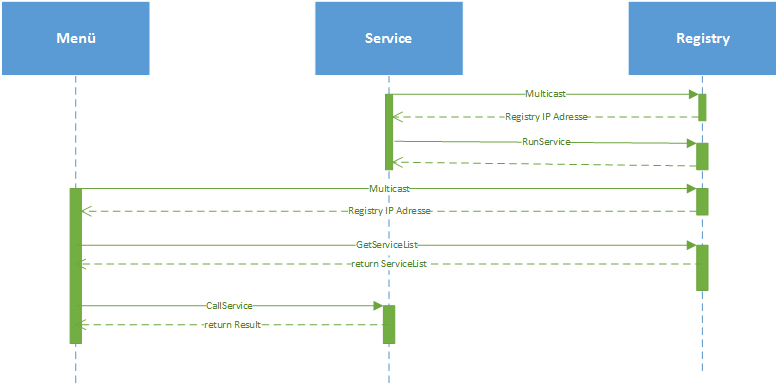 Menü
Service
Registry
Multicast
Registry IP Adresse
RunService
Multicast
Registry IP Adresse
GetServiceList
return ServiceList
CallService
return Result